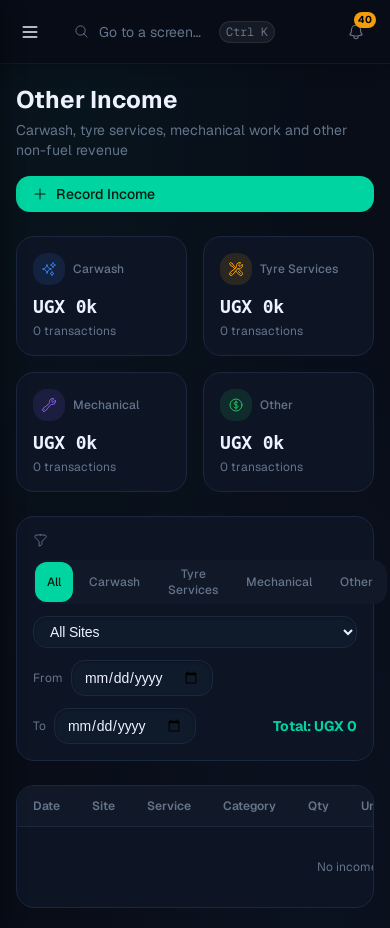 Go to a screen... Ctrl K 40
Other Income
Carwash, tyre services, mechanical work and other
non-fuel revenue
Record Income
Carwash
UGX 0k
0 transactions
Tyre Services
UGX 0k
0 transactions
Mechanical
UGX 0k
0 transactions
Other
UGX 0k
0 transactions
All Carwash Tyre Services Mechanical Other
All Sites
From mm/dd/yyyy
To mm/dd/yyyy Total: UGX 0
Date Site Service Category Qty
No income